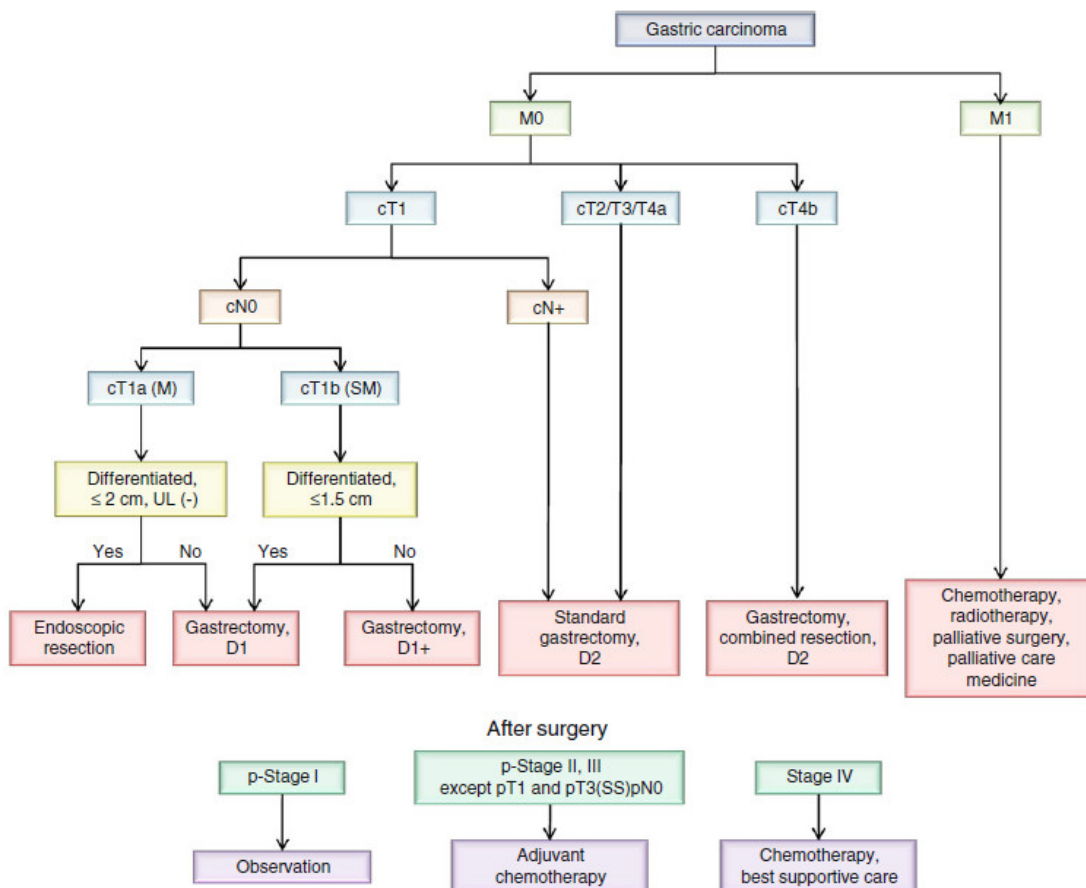 Gastric carcinoma
M0
M1
cT1
cT2/T3/T4a
cT4b
cN0
cN+
cT1a (M)
cT1b (SM)
Differentiated,
≤ 2 cm, UL (-)
Differentiated,
≤1.5 cm
Yes
No
Yes
No
Endoscopic
resection
Gastrectomy,
D1
Gastrectomy,
D1+
Standard
gastrectomy,
D2
Gastrectomy,
combined resection,
D2
Chemotherapy,
radiotherapy,
palliative surgery,
palliative care
medicine
After surgery
p-Stage I
p-Stage II, III
except pT1 and pT3(SS)pN0
Stage IV
Observation
Adjuvant
chemotherapy
Chemotherapy,
best supportive care